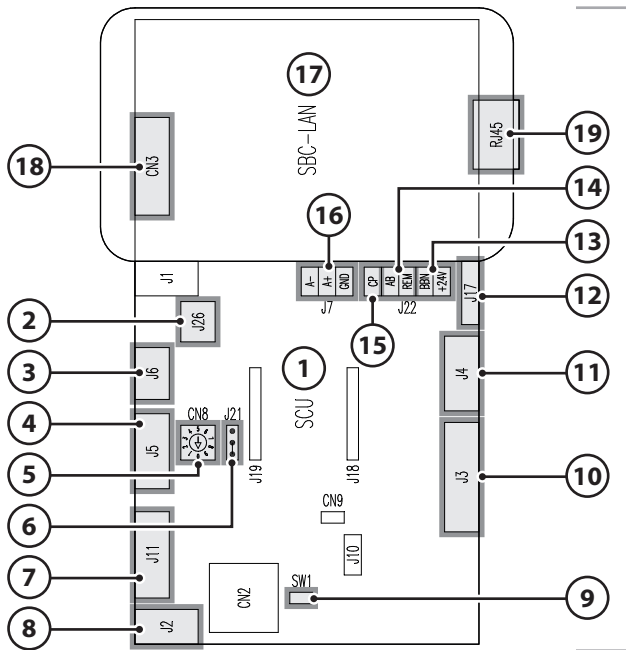 17
SBC-LAN
18
CN3
RJ45
19
14
16
13
J1
A-
A+
GND
CP
AB
REM
BBN
+24V
J17
J7
J22
12
2
J26
15
3
J6
1
J4
11
4
CN8
J21
SCU
J5
5
J19
J18
J3
10
6
CN9
J11
J10
7
SW1
CN2
9
8
J2